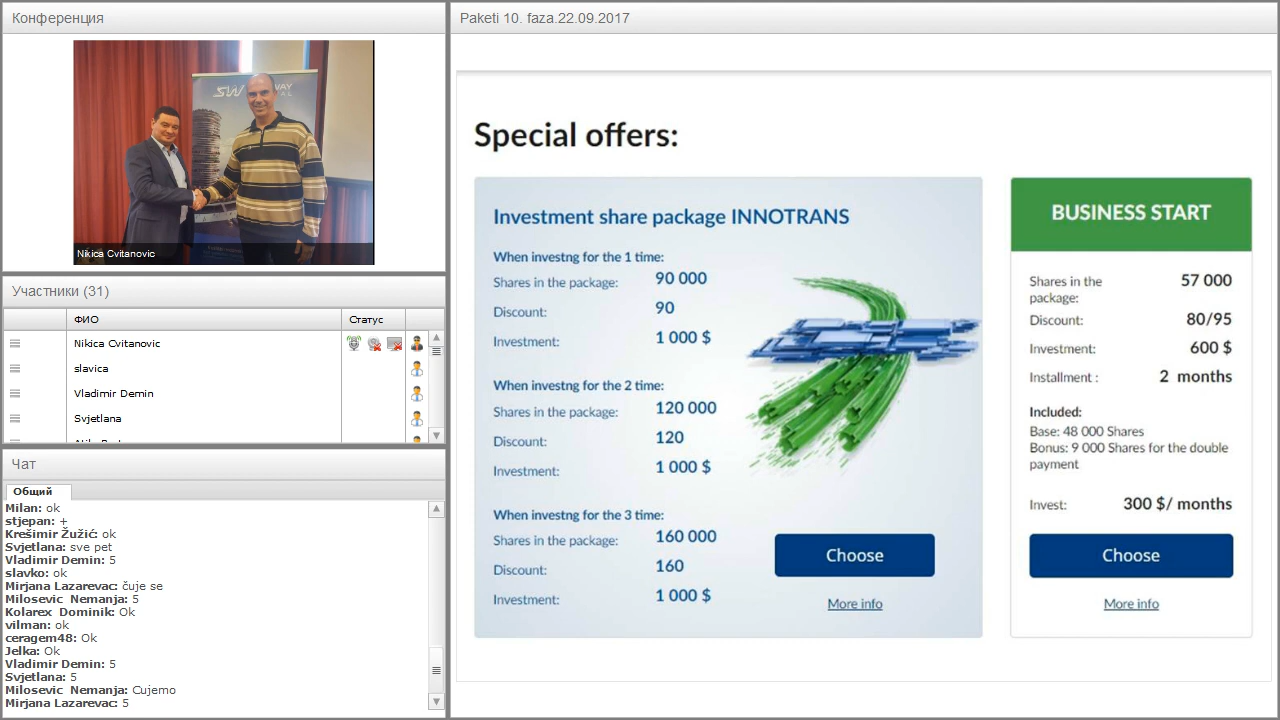 Конференция
SW
WAY
AL
Nikica Cvitanovic
Участники (31)
ФИО
Статус
Nikica Cvitanovic
slavica
Vladimir Demin
Svjetlana
Чат
Общий
Milan: ok
stjepan: +
Krešimir Žužić: ok
Svjetlana: sve pet
Vladimir Demin: 5
slavko: ok
Mirjana Lazarevac: čuje se
Milosevic Nemanja: 5
Kolarex Dominik: Ok
vilman: ok
ceragem48: Ok
Jelka: Ok
Vladimir Demin: 5
Svjetlana: 5
Milosevic Nemanja: Cujemo
Mirjana Lazarevac: 5
Paketi 10. faza.22.09.2017
Special offers:
Investment share package INNOTRANS
When investng for the 1 time:
Shares in the package: 90 000
Discount: 90
Investment: 1 000 $
When investng for the 2 time:
Shares in the package: 120 000
Discount: 120
Investment: 1 000 $
When investng for the 3 time:
Shares in the package: 160 000
Discount: 160
Investment: 1 000 $
Choose
More info
BUSINESS START
Shares in the 57 000
package:
Discount: 80/95
Investment: 600 $
Installment : 2 months
Included:
Base: 48 000 Shares
Bonus: 9 000 Shares for the double
payment
Invest: 300 $/ months
Choose
More info